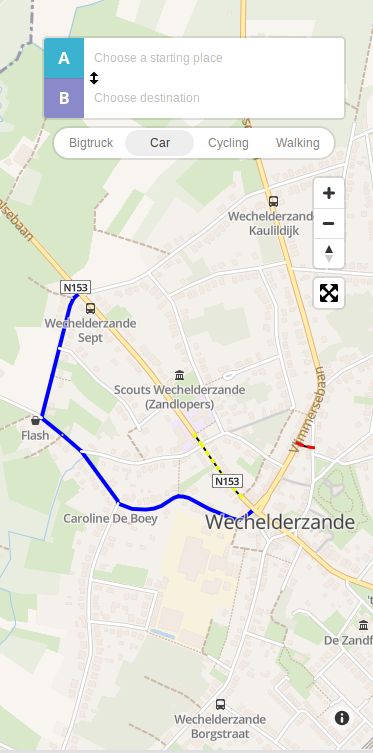 A
Choose a starting place
B
Choose destination
Bigtruck
Car
Cycling
Walking
Wechelderzande
Kaulildijk
N153
Wechelderzande
Sept
Scouts Wechelderzande
(Zandlopers)
Vlimmersebaan
Flash
N153
Caroline De Boey
Wechelderzande
De Zandf
Wechelderzande
Borgstraat